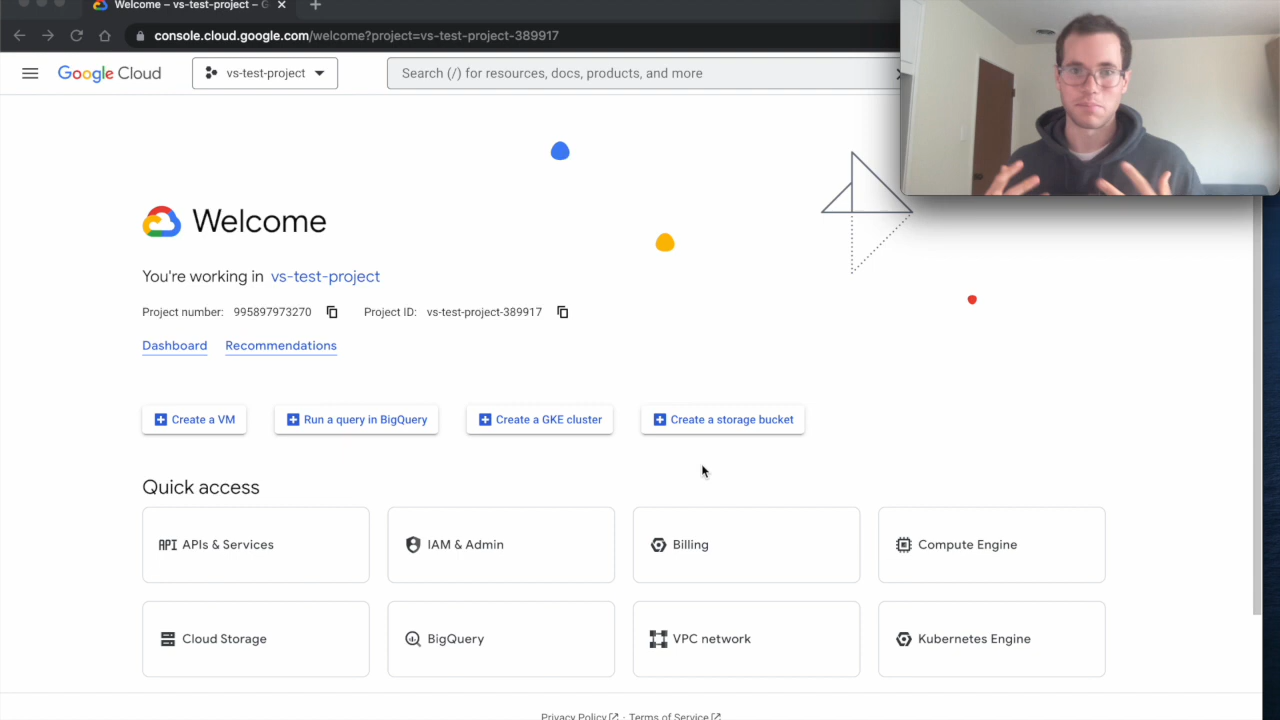 Welcome – vs-test-project – G
console.cloud.google.com/welcome?project=vs-test-project-389917
Google Cloud
vs-test-project
Search (/) for resources, docs, products, and more
Welcome
You're working in vs-test-project
Project number: 995897973270 Project ID: vs-test-project-389917
Dashboard Recommendations
Create a VM Run a query in BigQuery Create a GKE cluster Create a storage bucket
Quick access
API APIs & Services IAM & Admin Billing Compute Engine
Cloud Storage BigQuery VPC network Kubernetes Engine
Privacy Policy · Terms of Service